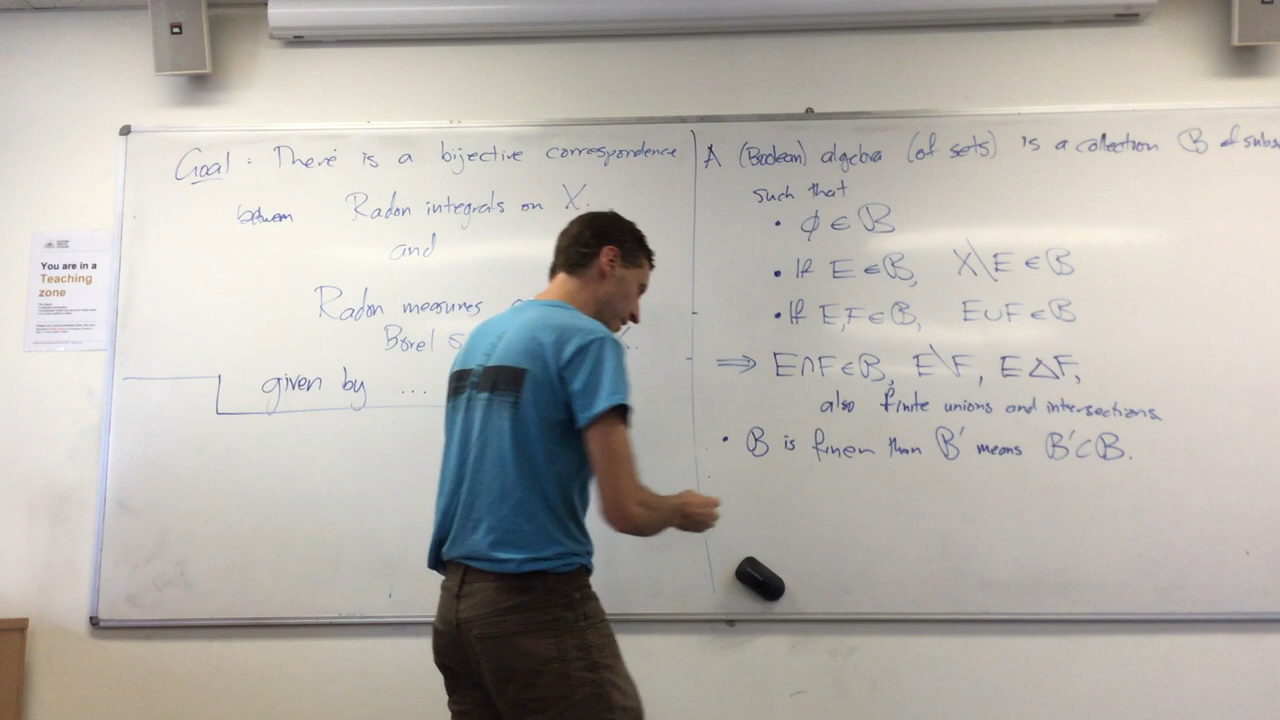 Goal: There is a bijective correspondence
between Radon integrals on X.
and
Radon measures
Borel
given by ...
A (Boolean) algebra (of sets) is a collection B of subs
such that
• ∅ ∈ B
• If E ∈ B, X\E ∈ B
• If E,F ∈ B, E∪F ∈ B
⟹ E∩F ∈ B, E\F, E△F,
also finite unions and intersections.
• B is finer than B′ means B′⊂B.
You are in a
Teaching
zone